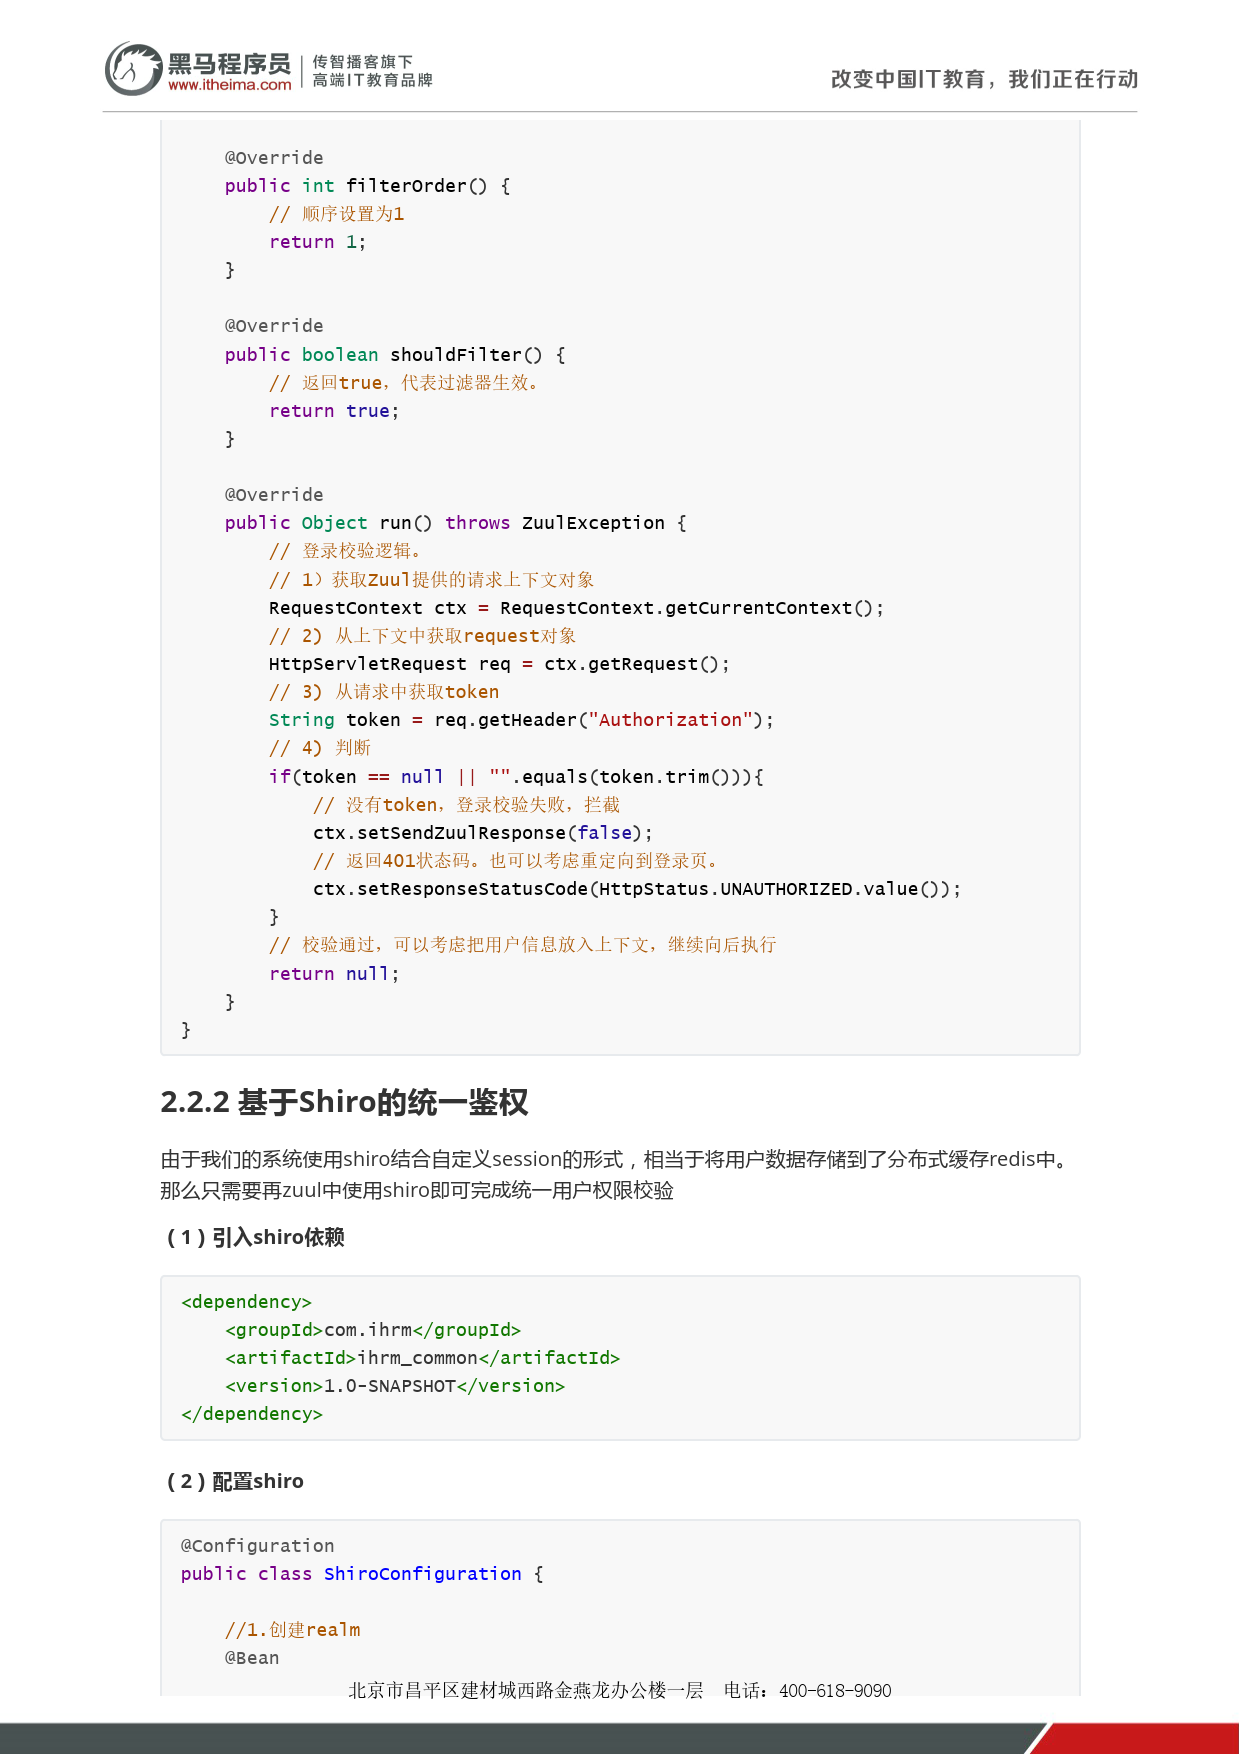 黑马程序员
www.itheima.com
传智播客旗下
高端IT教育品牌
改变中国IT教育，我们正在行动
    @Override
    public int filterOrder() {
        // 顺序设置为1
        return 1;
    }

    @Override
    public boolean shouldFilter() {
        // 返回true，代表过滤器生效。
        return true;
    }

    @Override
    public Object run() throws ZuulException {
        // 登录校验逻辑。
        // 1）获取Zuul提供的请求上下文对象
        RequestContext ctx = RequestContext.getCurrentContext();
        // 2) 从上下文中获取request对象
        HttpServletRequest req = ctx.getRequest();
        // 3) 从请求中获取token
        String token = req.getHeader("Authorization");
        // 4) 判断
        if(token == null || "".equals(token.trim())){
            // 没有token，登录校验失败，拦截
            ctx.setSendZuulResponse(false);
            // 返回401状态码。也可以考虑重定向到登录页。
            ctx.setResponseStatusCode(HttpStatus.UNAUTHORIZED.value());
        }
        // 校验通过，可以考虑把用户信息放入上下文，继续向后执行
        return null;
    }
}
2.2.2 基于Shiro的统一鉴权
由于我们的系统使用shiro结合自定义session的形式，相当于将用户数据存储到了分布式缓存redis中。
那么只需要再zuul中使用shiro即可完成统一用户权限校验
（1）引入shiro依赖
<dependency>
    <groupId>com.ihrm</groupId>
    <artifactId>ihrm_common</artifactId>
    <version>1.0-SNAPSHOT</version>
</dependency>
（2）配置shiro
@Configuration
public class ShiroConfiguration {

    //1.创建realm
    @Bean
北京市昌平区建材城西路金燕龙办公楼一层 电话：400-618-9090